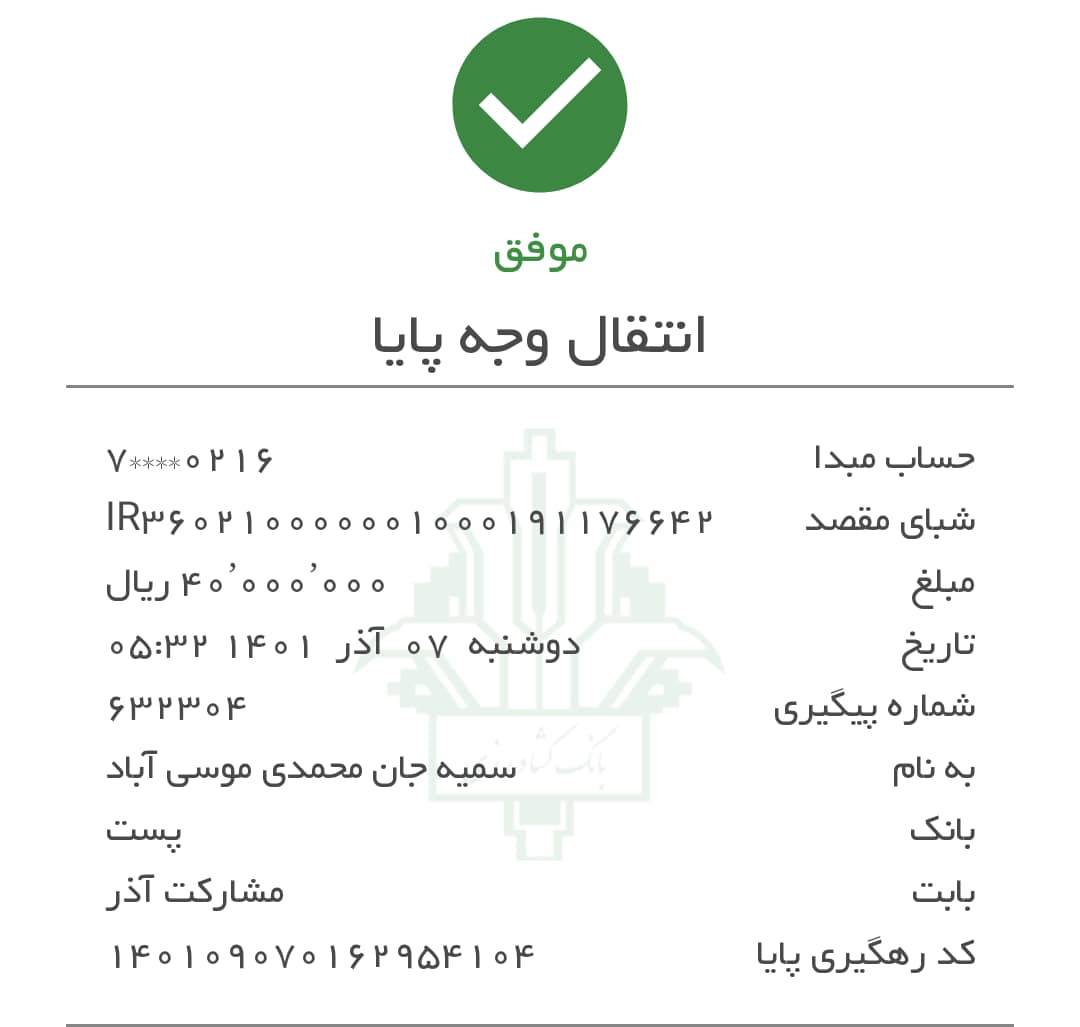 موفق
انتقال وجه پایا
حساب مبدا ۷****۰۲۱۶
شبای مقصد IR۳۶۰۲۱۰۰۰۰۰۰۱۰۰۰۱۹۱۱۷۶۶۴۲
مبلغ ۴۰٬۰۰۰٬۰۰۰ ریال
تاریخ دوشنبه ۰۷ آذر ۱۴۰۱ ۰۵:۳۲
شماره پیگیری ۶۳۲۳۰۴
به نام سمیه جان محمدی موسی آباد
بانک پست
بابت مشارکت آذر
کد رهگیری پایا ۱۴۰۱۰۹۰۷۰۱۶۲۹۵۴۱۰۴
بانک کشاورزی